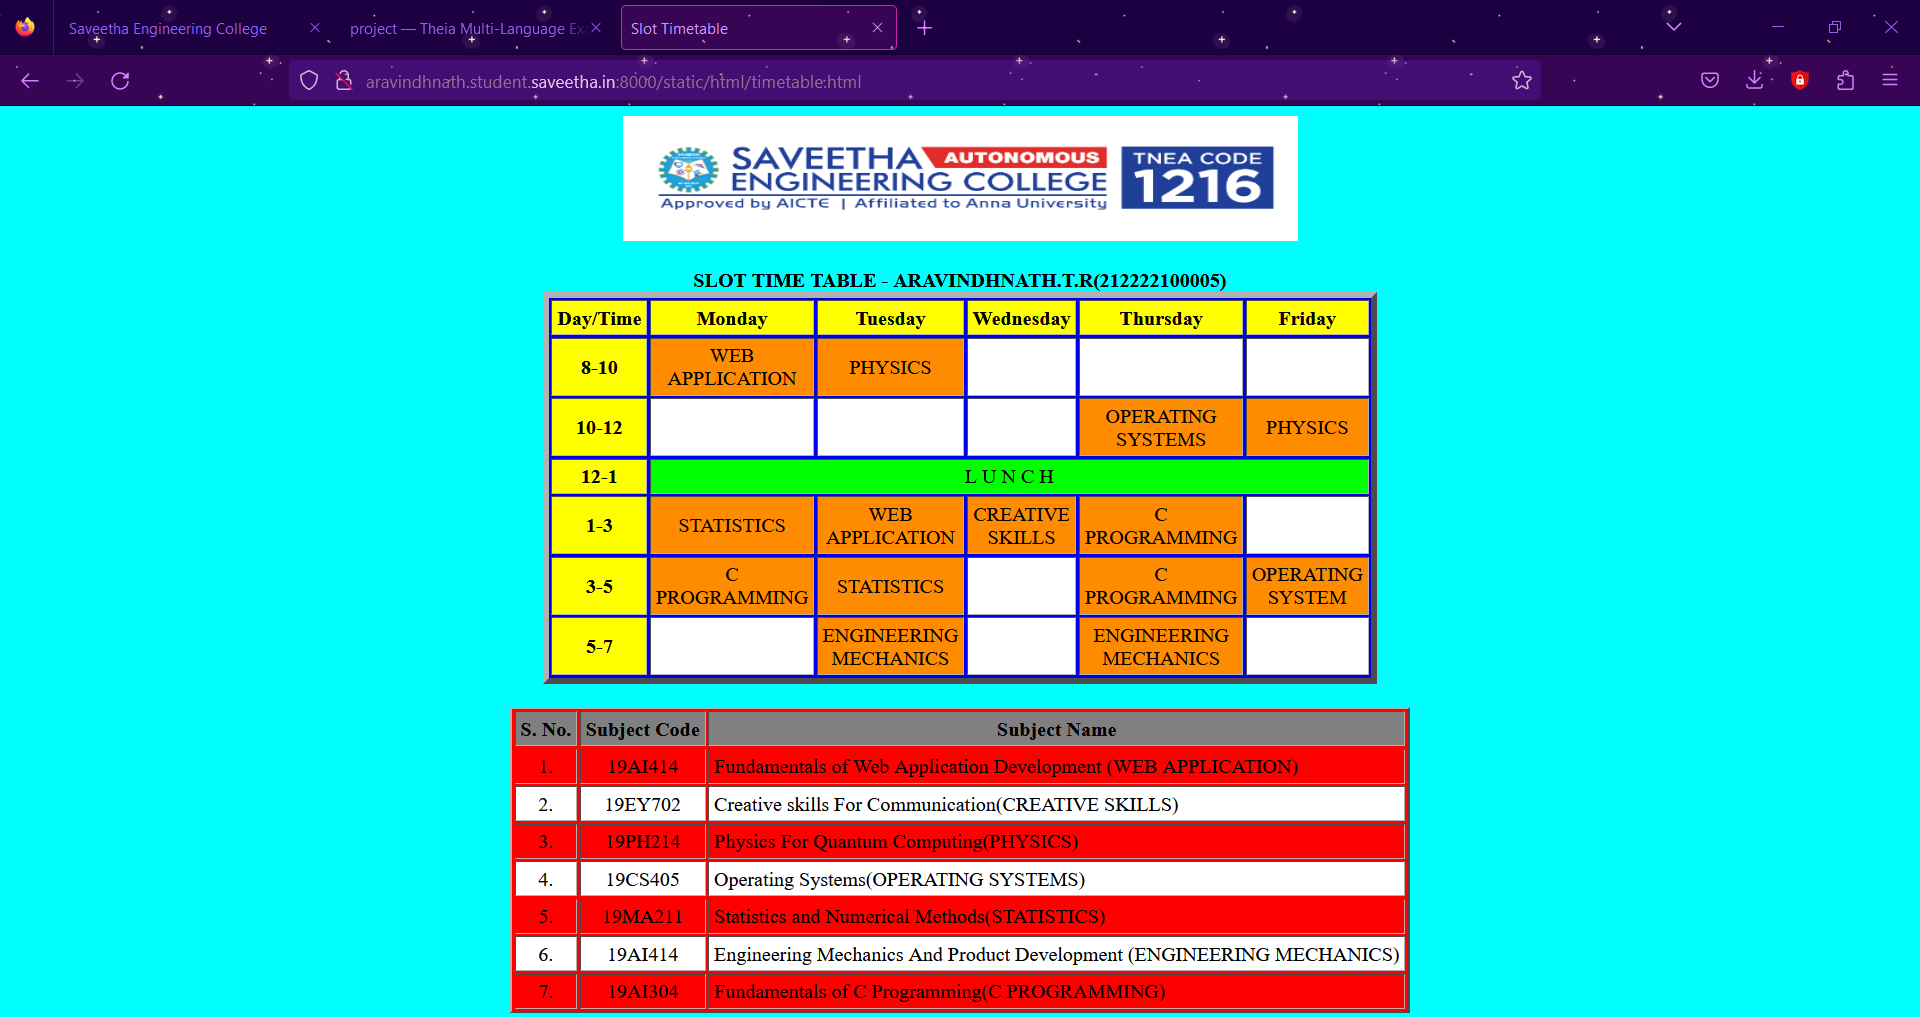 Saveetha Engineering College
project — Theia Multi-Language Ex
Slot Timetable
aravindhnath.student.saveetha.in:8000/static/html/timetable.html
SAVEETHA AUTONOMOUS
ENGINEERING COLLEGE
Approved by AICTE | Affiliated to Anna University
TNEA CODE
1216
SLOT TIME TABLE - ARAVINDHNATH.T.R(212222100005)
Day/Time Monday Tuesday Wednesday Thursday Friday
8-10 WEB APPLICATION PHYSICS
10-12 OPERATING SYSTEMS PHYSICS
12-1 L U N C H
1-3 STATISTICS WEB APPLICATION CREATIVE SKILLS C PROGRAMMING
3-5 C PROGRAMMING STATISTICS C PROGRAMMING OPERATING SYSTEM
5-7 ENGINEERING MECHANICS ENGINEERING MECHANICS
S. No. Subject Code Subject Name
1. 19AI414 Fundamentals of Web Application Development (WEB APPLICATION)
2. 19EY702 Creative skills For Communication(CREATIVE SKILLS)
3. 19PH214 Physics For Quantum Computing(PHYSICS)
4. 19CS405 Operating Systems(OPERATING SYSTEMS)
5. 19MA211 Statistics and Numerical Methods(STATISTICS)
6. 19AI414 Engineering Mechanics And Product Development (ENGINEERING MECHANICS)
7. 19AI304 Fundamentals of C Programming(C PROGRAMMING)